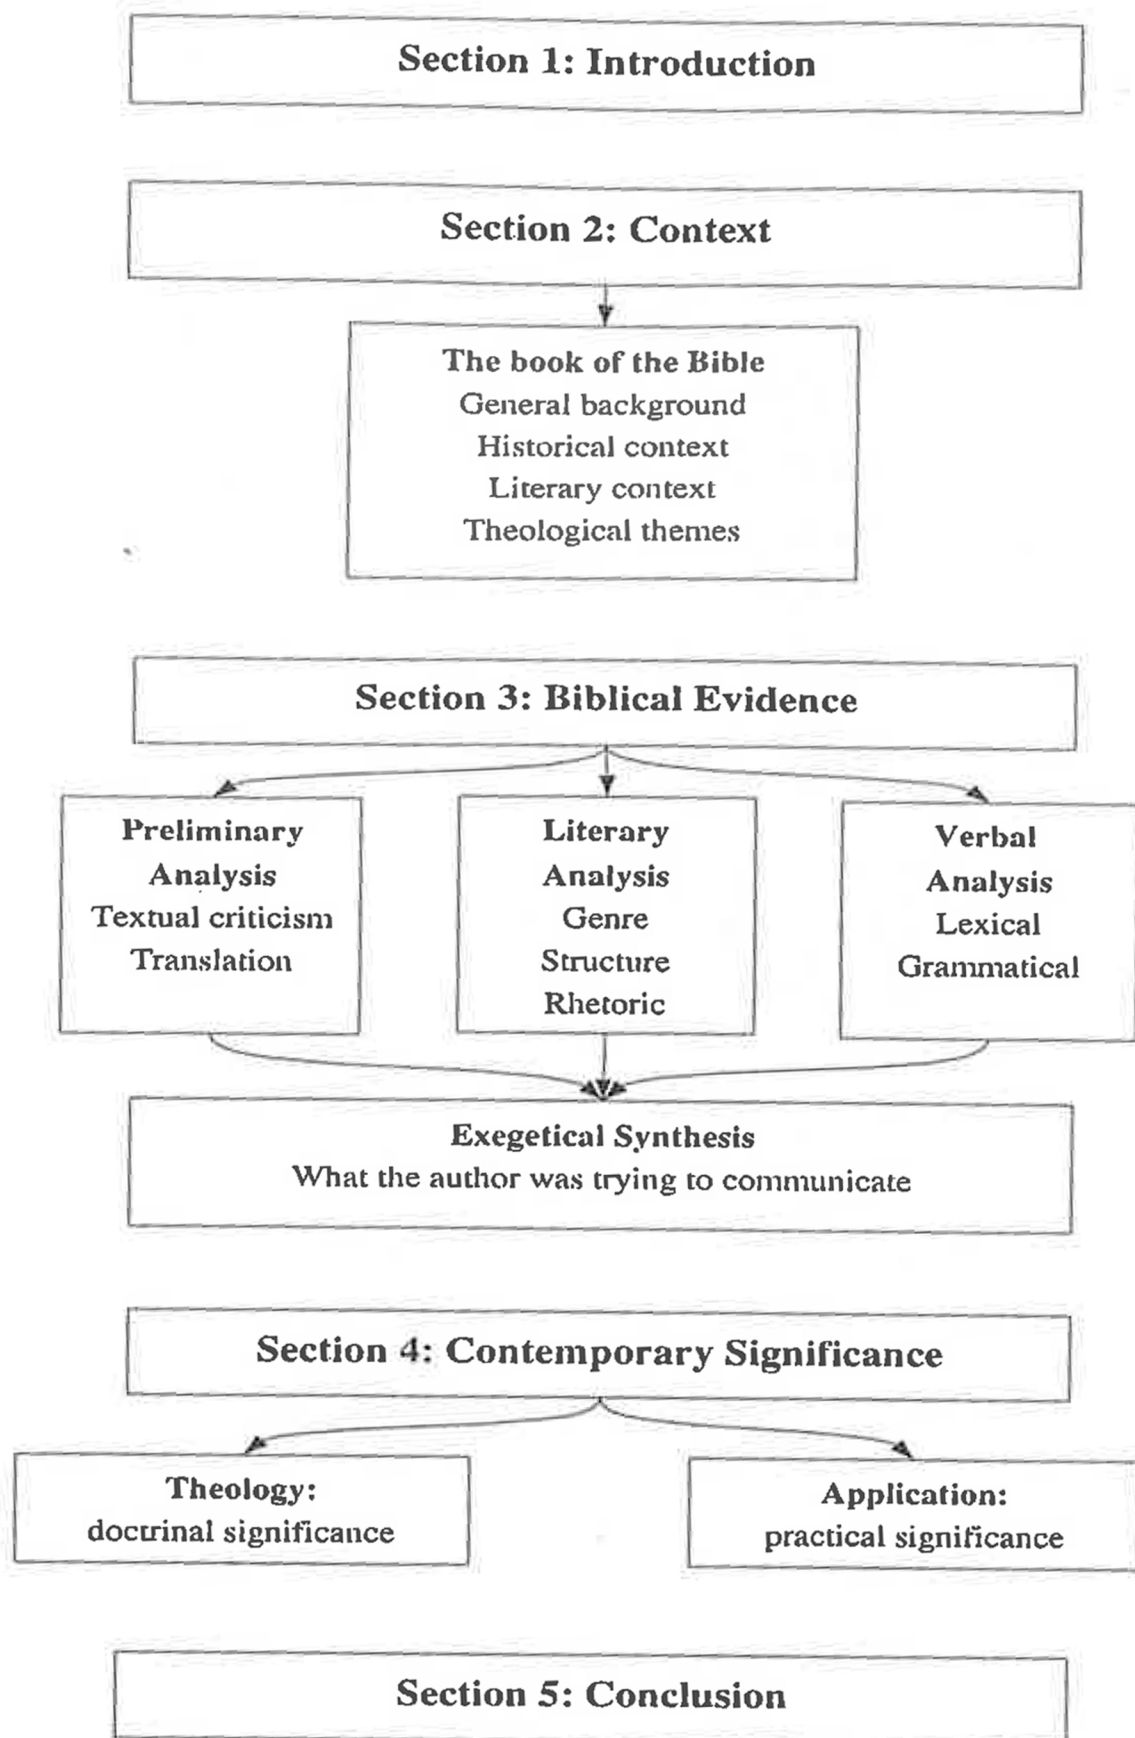 Section 1: Introduction
Section 2: Context
The book of the Bible
General background
Historical context
Literary context
Theological themes
Section 3: Biblical Evidence
Preliminary
Analysis
Textual criticism
Translation
Literary
Analysis
Genre
Structure
Rhetoric
Verbal
Analysis
Lexical
Grammatical
Exegetical Synthesis
What the author was trying to communicate
Section 4: Contemporary Significance
Theology:
doctrinal significance
Application:
practical significance
Section 5: Conclusion